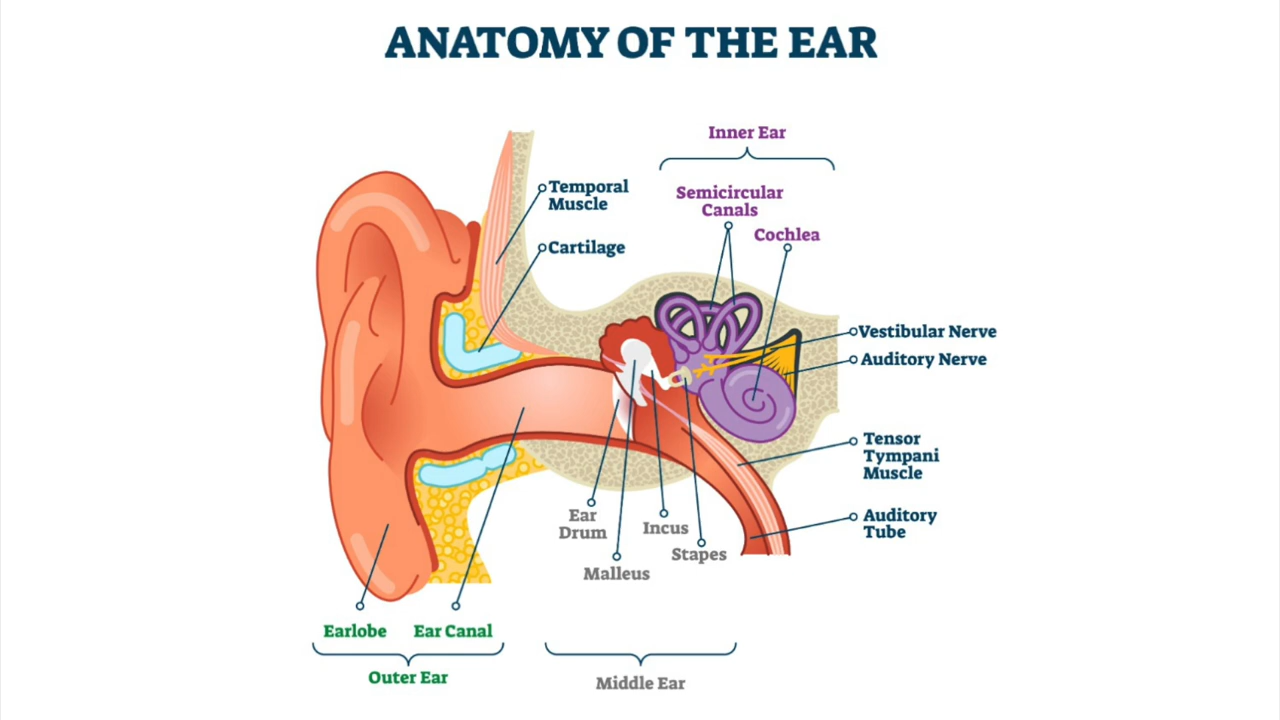 ANATOMY OF THE EAR
Inner Ear
Temporal
Muscle
Semicircular
Canals
Cochlea
Cartilage
Vestibular Nerve
Auditory Nerve
Tensor
Tympani
Muscle
Auditory
Tube
Ear
Drum
Incus
Stapes
Malleus
Earlobe
Ear Canal
Outer Ear
Middle Ear